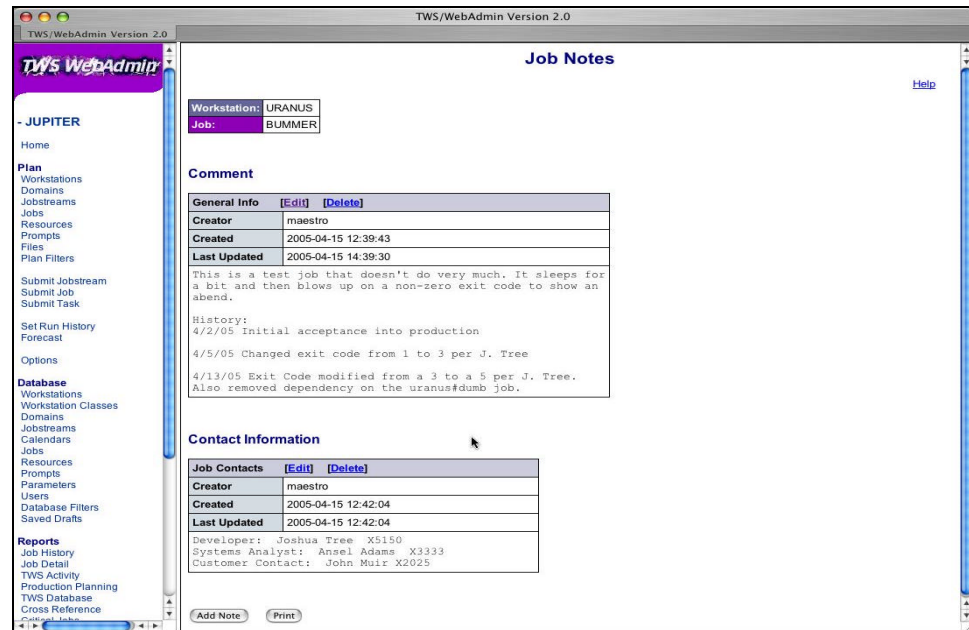 TWS/WebAdmin Version 2.0
TWS/WebAdmin Version 2.0
TWS WebAdmin
- JUPITER
Home
Plan
Workstations
Domains
Jobstreams
Jobs
Resources
Prompts
Files
Plan Filters
Submit Jobstream
Submit Job
Submit Task
Set Run History
Forecast
Options
Database
Workstations
Workstation Classes
Domains
Jobstreams
Calendars
Jobs
Resources
Prompts
Parameters
Users
Database Filters
Saved Drafts
Reports
Job History
Job Detail
TWS Activity
Production Planning
TWS Database
Cross Reference
Critical Jobs
Job Notes
Help
Workstation: URANUS
Job: BUMMER
Comment
General Info [Edit] [Delete]
Creator maestro
Created 2005-04-15 12:39:43
Last Updated 2005-04-15 14:39:30
This is a test job that doesn't do very much. It sleeps for
a bit and then blows up on a non-zero exit code to show an
abend.
History:
4/2/05 Initial acceptance into production
4/5/05 Changed exit code from 1 to 3 per J. Tree
4/13/05 Exit Code modified from a 3 to a 5 per J. Tree.
Also removed dependency on the uranus#dumb job.
Contact Information
Job Contacts [Edit] [Delete]
Creator maestro
Created 2005-04-15 12:42:04
Last Updated 2005-04-15 12:42:04
Developer: Joshua Tree X5150
Systems Analyst: Ansel Adams X3333
Customer Contact: John Muir X2025
Add Note Print